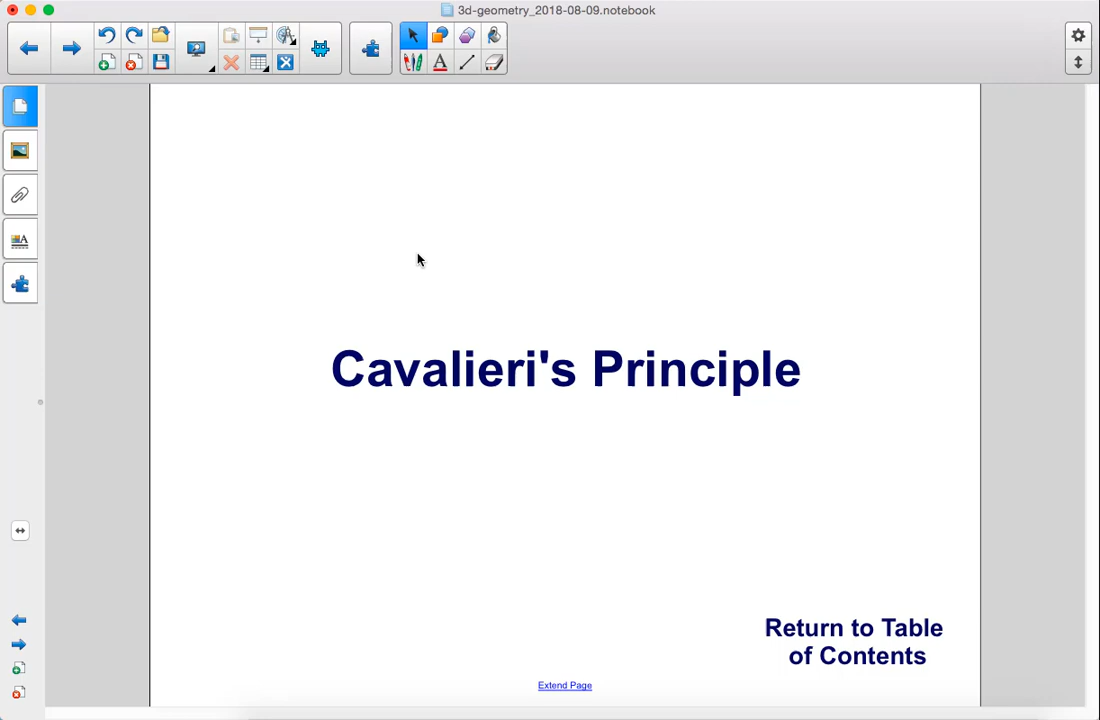 3d-geometry_2018-08-09.notebook
Cavalieri's Principle
Return to Table
of Contents
Extend Page